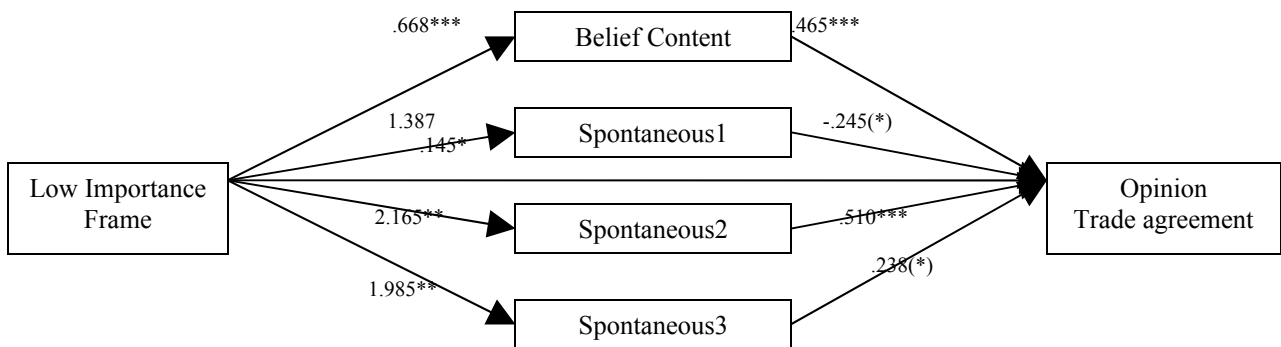 .668***
Belief Content
.465***
1.387
Spontaneous1
-.245(*)
.145*
Low Importance
Frame
Opinion
Trade agreement
2.165**
Spontaneous2
.510***
.238(*)
1.985**
Spontaneous3